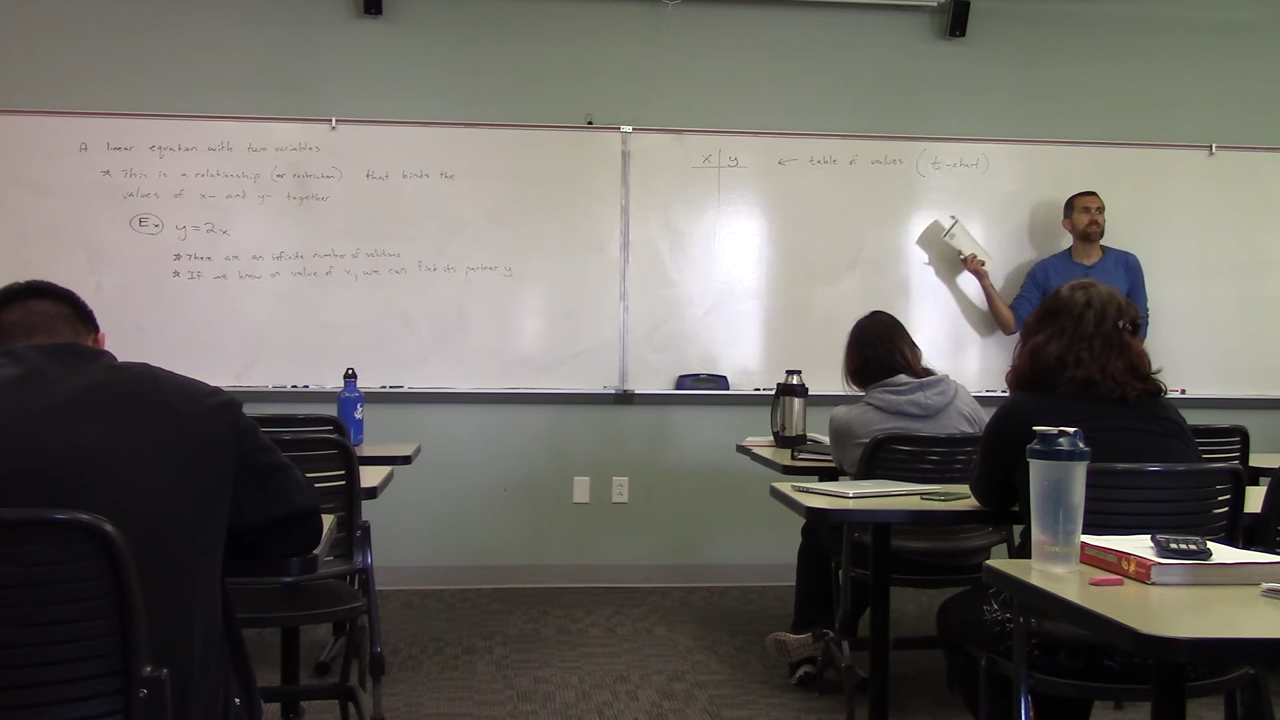 A linear equation with two variables
* This is a relationship (or restriction) that binds the
values of x- and y- together
Ex y=2x
* There are an infinite number of solutions
* If we know on value of x, we can find its partner y
x y ← table of values (t-chart)